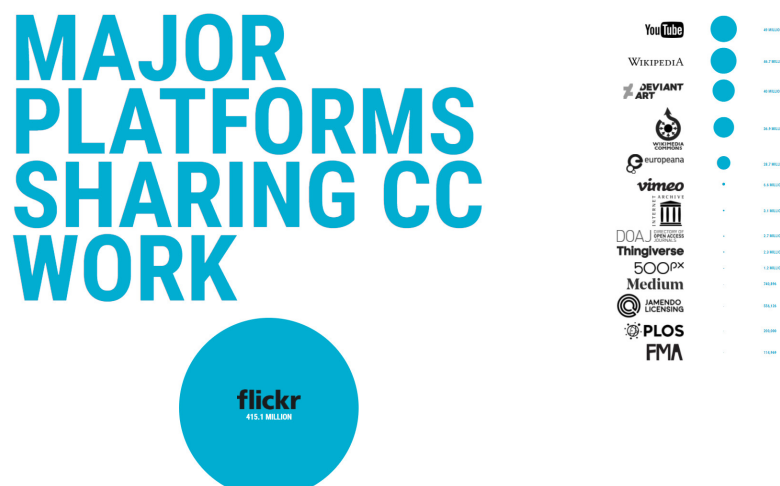 MAJOR
PLATFORMS
SHARING CC
WORK
flickr
415.1 MILLION
YouTube
WIKIPEDIA
DEVIANT
ART
WIKIMEDIA
COMMONS
europeana
vimeo
INTERNET ARCHIVE
DOAJ DIRECTORY OF
OPEN ACCESS
JOURNALS
Thingiverse
500px
Medium
JAMENDO
LICENSING
PLOS
FMA